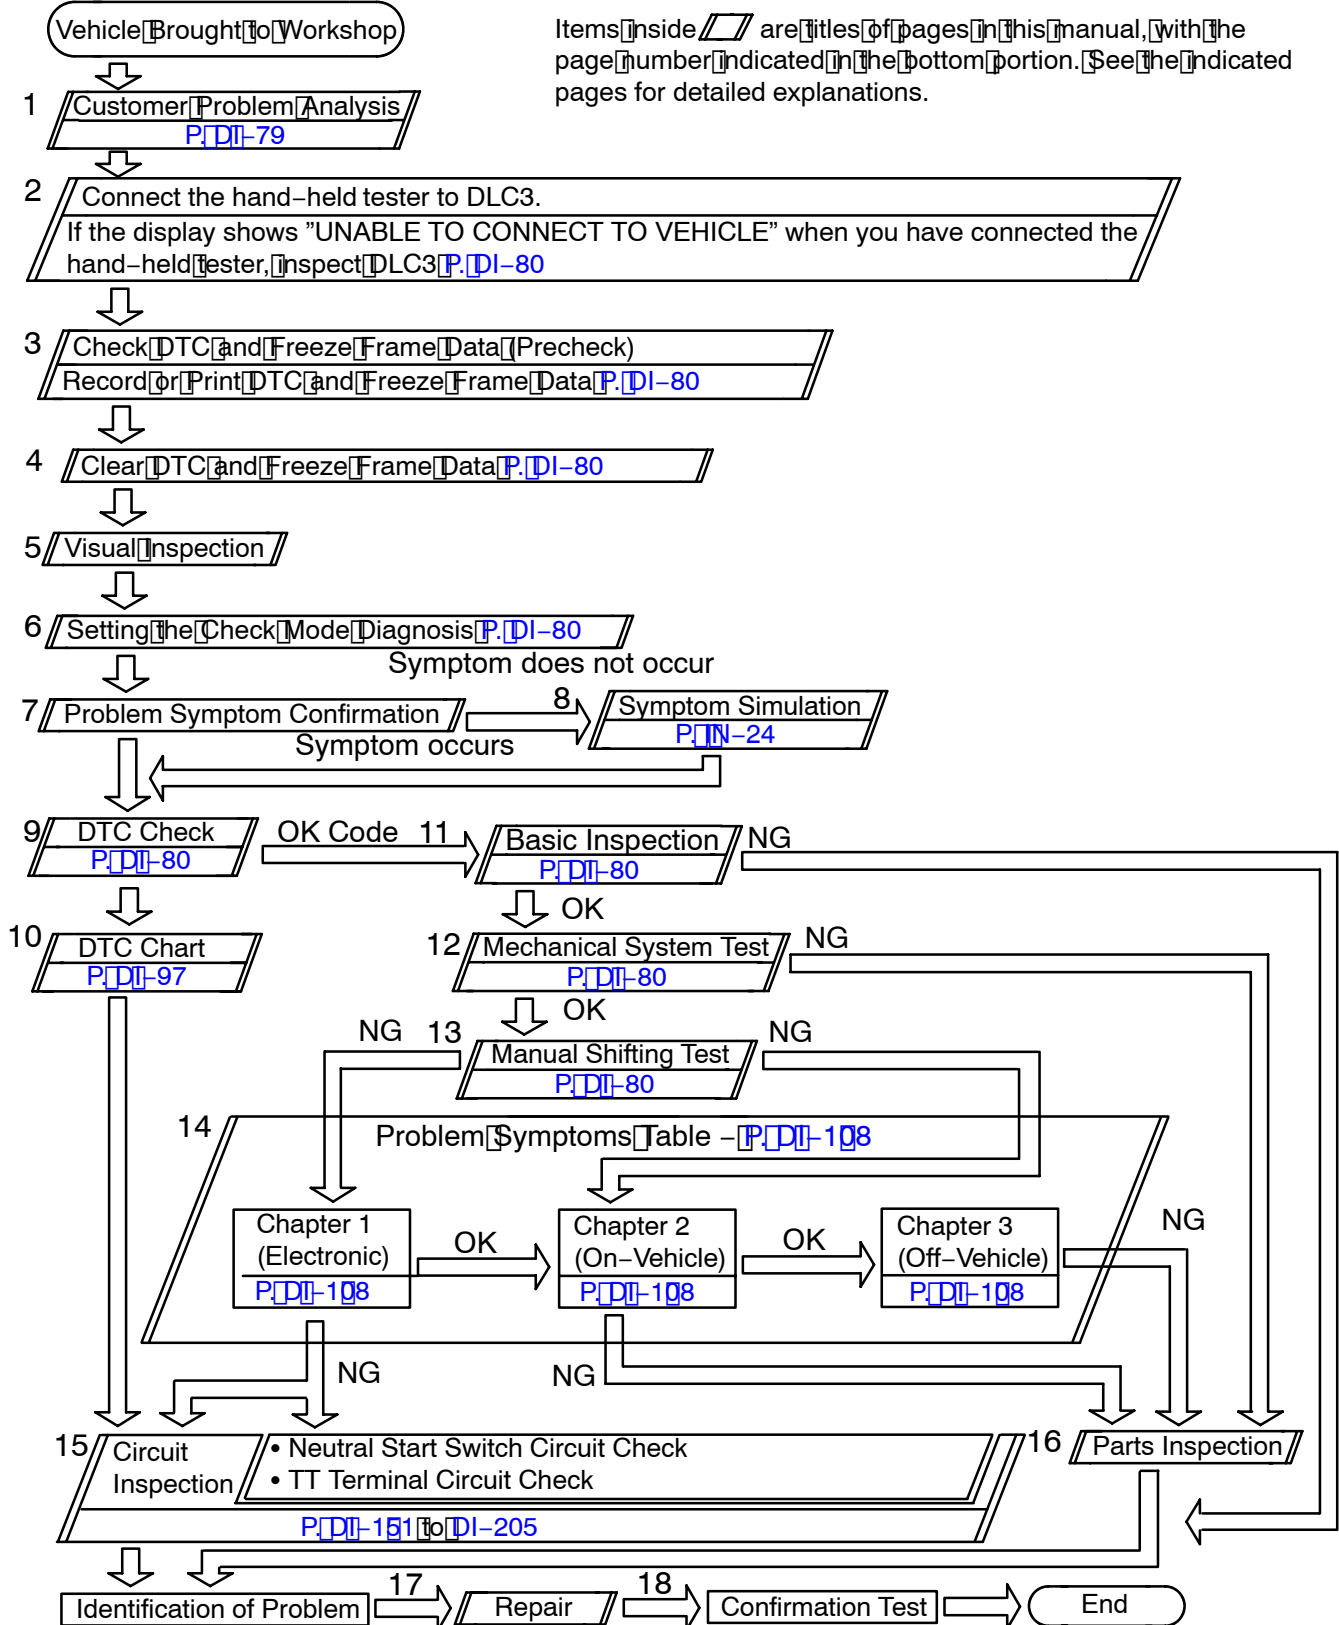 Vehicle Brought to Workshop
Items inside are titles of pages in this manual, with the
page number indicated in the bottom portion. See the indicated
pages for detailed explanations.
1
Customer Problem Analysis
P. DI–79
2
Connect the hand–held tester to DLC3.
If the display shows ”UNABLE TO CONNECT TO VEHICLE” when you have connected the
hand–held tester, inspect DLC3 P. DI–80
3
Check DTC and Freeze Frame Data (Precheck)
Record or Print DTC and Freeze Frame Data P. DI–80
4
Clear DTC and Freeze Frame Data P. DI–80
5
Visual Inspection
6
Setting the Check Mode Diagnosis P. DI–80
Symptom does not occur
7
Problem Symptom Confirmation
8
Symptom Simulation
P. IN–24
Symptom occurs
9
DTC Check
P. DI–80
OK Code
11
Basic Inspection
P. DI–80
NG
OK
10
DTC Chart
P. DI–97
12
Mechanical System Test
P. DI–80
NG
OK
NG
13
Manual Shifting Test
P. DI–80
NG
14
Problem Symptoms Table – P. DI–108
Chapter 1
(Electronic)
P. DI–108
OK
Chapter 2
(On–Vehicle)
P. DI–108
OK
Chapter 3
(Off–Vehicle)
P. DI–108
NG
NG
NG
15
Circuit
Inspection
• Neutral Start Switch Circuit Check
• TT Terminal Circuit Check
P. DI–151 to DI–205
16
Parts Inspection
Identification of Problem
17
Repair
18
Confirmation Test
End